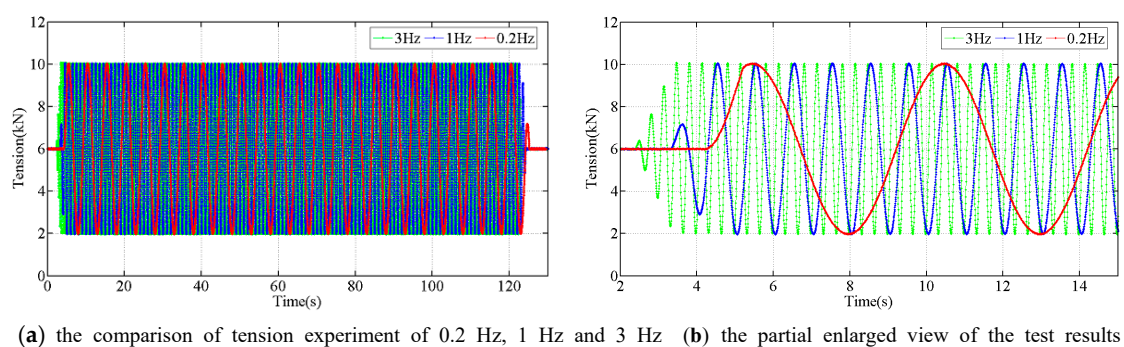 12
10
8
6
4
2
0
Tension(kN)
3Hz 1Hz 0.2Hz
0 20 40 60 80 100 120
Time(s)
(a) the comparison of tension experiment of 0.2 Hz, 1 Hz and 3 Hz
12
10
8
6
4
2
0
Tension(kN)
3Hz 1Hz 0.2Hz
2 4 6 8 10 12 14
Time(s)
(b) the partial enlarged view of the test results